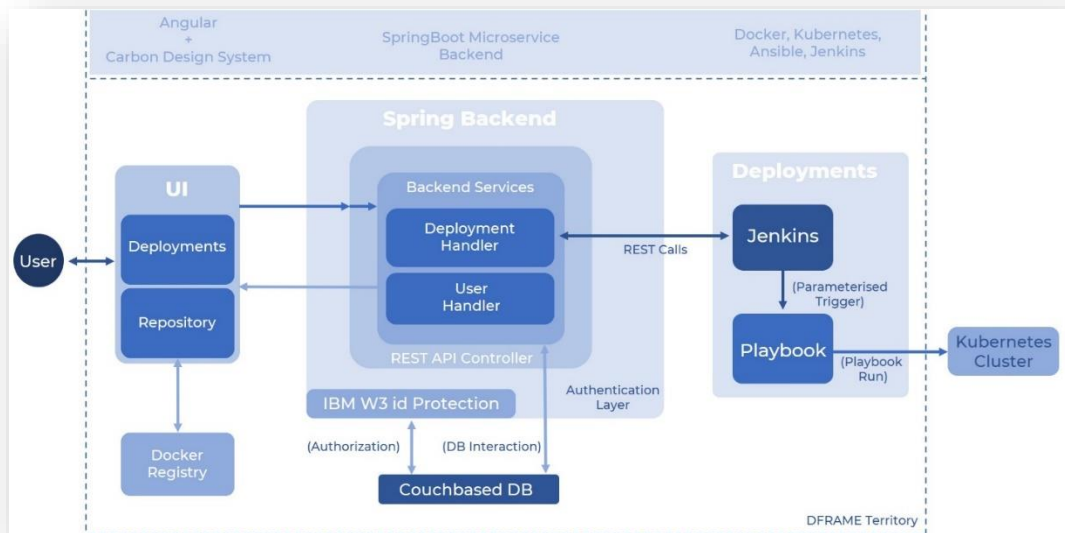 Angular
+
Carbon Design System
SpringBoot Microservice
Backend
Docker, Kubernetes,
Ansible, Jenkins
Spring Backend
UI
Deployments
Repository
User
Backend Services
Deployment
Handler
User
Handler
REST API Controller
REST Calls
Deployments
Jenkins
(Parameterised
Trigger)
Playbook
(Playbook
Run)
Kubernetes
Cluster
IBM W3 id Protection
Authentication
Layer
(Authorization)
(DB Interaction)
Docker
Registry
Couchbased DB
DFRAME Territory